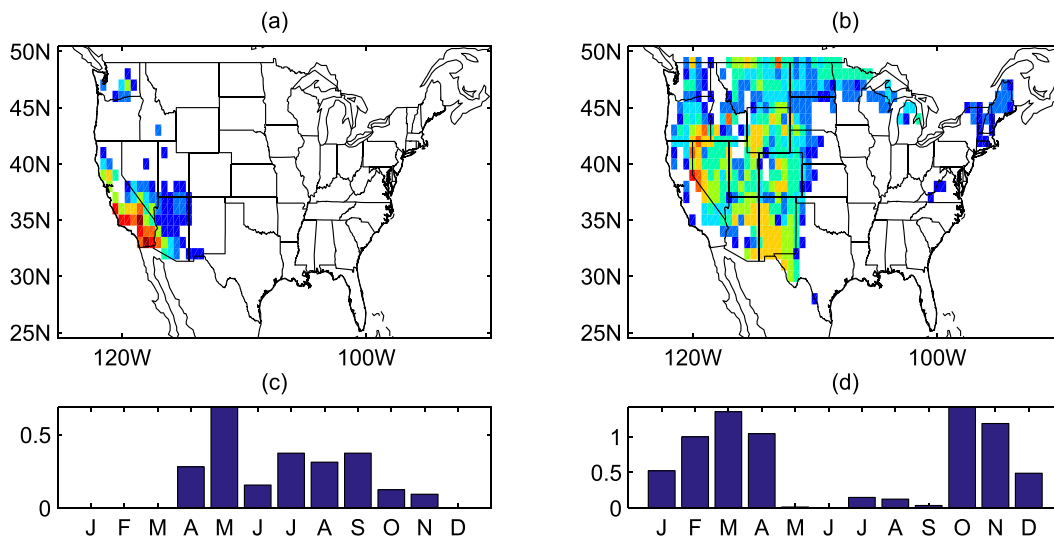 (a) (b)
50N 50N
45N 45N
40N 40N
35N 35N
30N 30N
25N 25N
120W 100W 120W 100W
(c) (d)
0.5 1
0.5
0 0
J F M A M J J A S O N D J F M A M J J A S O N D